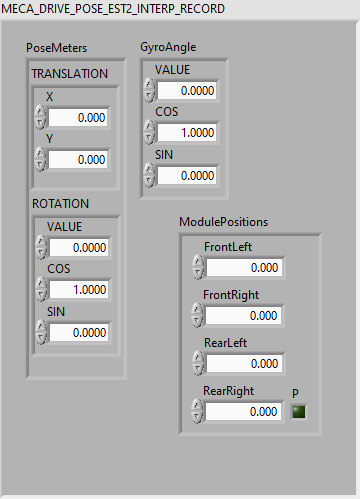 MECA_DRIVE_POSE_EST2_INTERP_RECORD
PoseMeters
TRANSLATION
X
0.000
Y
0.000
ROTATION
VALUE
0.0000
COS
1.0000
SIN
0.0000
GyroAngle
VALUE
0.0000
COS
1.0000
SIN
0.0000
ModulePositions
FrontLeft
0.000
FrontRight
0.000
RearLeft
0.000
RearRight
0.000
p